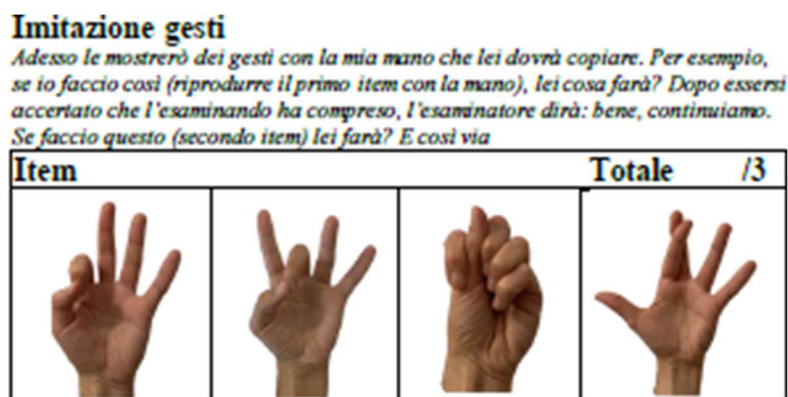 Imitazione gesti
Adesso le mostrerò dei gesti con la mia mano che lei dovrà copiare. Per esempio,
se io faccio così (riprodurre il primo item con la mano), lei cosa farà? Dopo essersi
accertato che l'esaminando ha compreso, l'esaminatore dirà: bene, continuiamo.
Se faccio questo (secondo item) lei farà? E così via
Item Totale /3